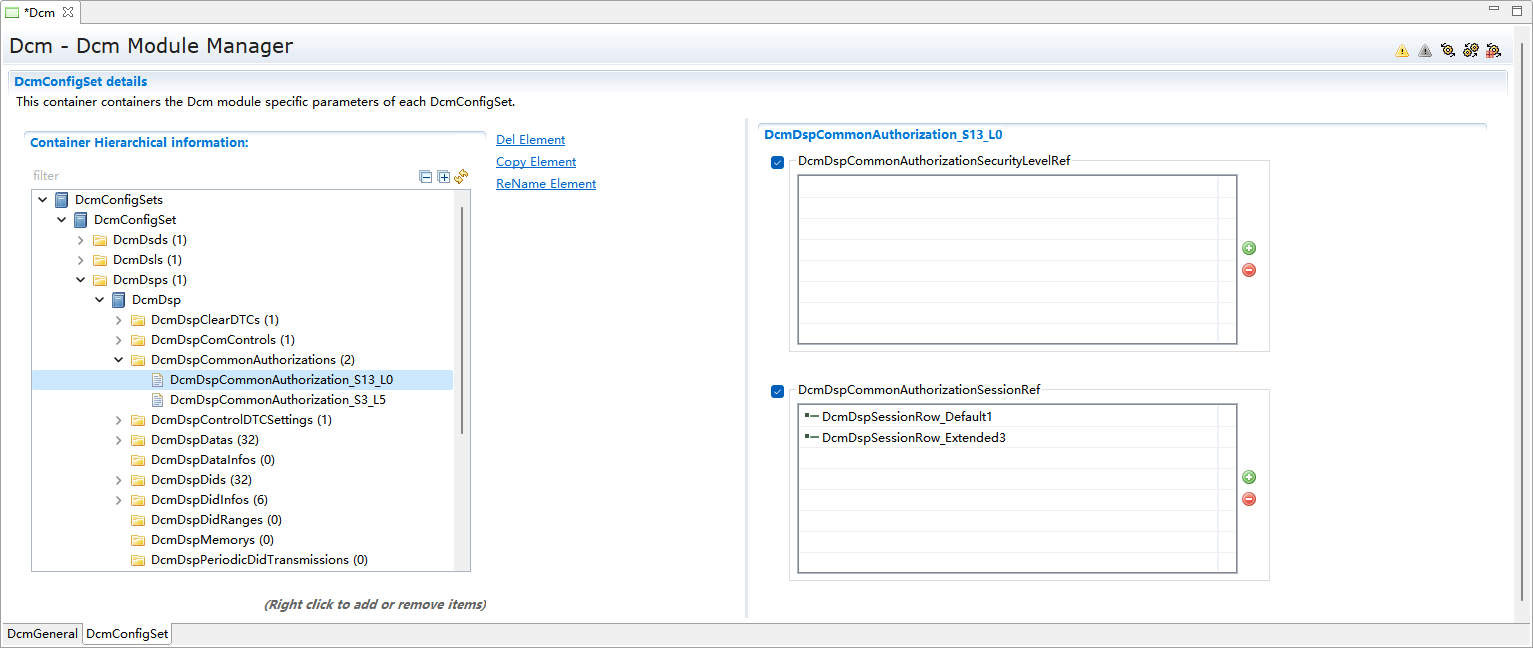 *Dcm
Dcm - Dcm Module Manager
DcmConfigSet details
This container containers the Dcm module specific parameters of each DcmConfigSet.
Container Hierarchical information:
filter
DcmConfigSets
DcmConfigSet
DcmDsds (1)
DcmDsls (1)
DcmDsps (1)
DcmDsp
DcmDspClearDTCs (1)
DcmDspComControls (1)
DcmDspCommonAuthorizations (2)
DcmDspCommonAuthorization_S13_L0
DcmDspCommonAuthorization_S3_L5
DcmDspControlDTCSettings (1)
DcmDspDatas (32)
DcmDspDataInfos (0)
DcmDspDids (32)
DcmDspDidInfos (6)
DcmDspDidRanges (0)
DcmDspMemorys (0)
DcmDspPeriodicDidTransmissions (0)
(Right click to add or remove items)
Del Element
Copy Element
ReName Element
DcmDspCommonAuthorization_S13_L0
DcmDspCommonAuthorizationSecurityLevelRef
DcmDspCommonAuthorizationSessionRef
DcmDspSessionRow_Default1
DcmDspSessionRow_Extended3
DcmGeneral
DcmConfigSet